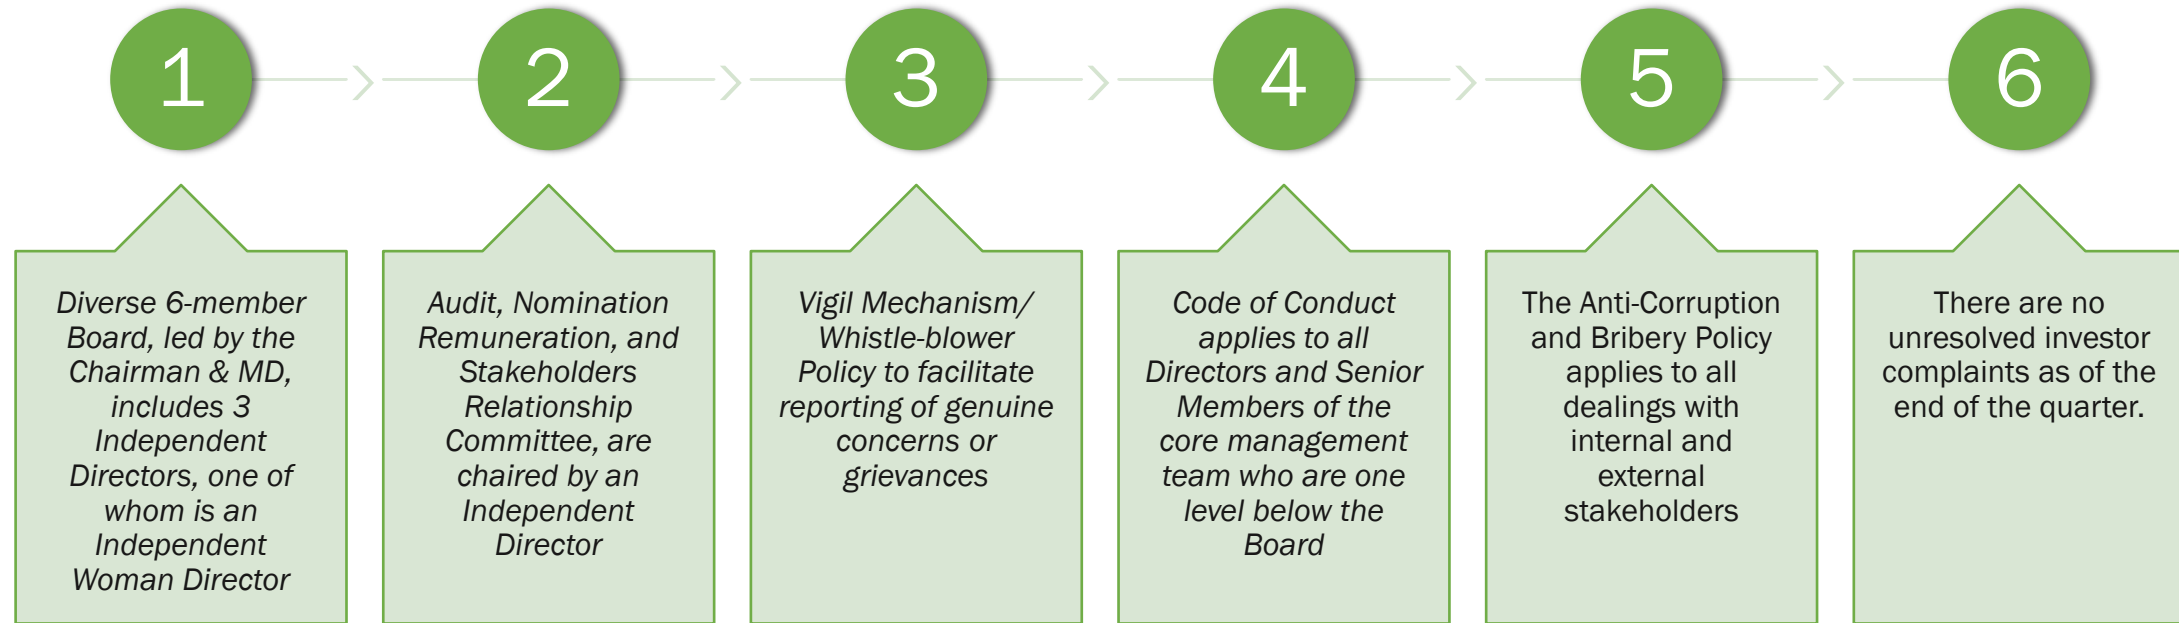 1
2
3
4
5
6
Diverse 6-member
Board, led by the
Chairman & MD,
includes 3
Independent
Directors, one of
whom is an
Independent
Woman Director
Audit, Nomination
Remuneration, and
Stakeholders
Relationship
Committee, are
chaired by an
Independent
Director
Vigil Mechanism/
Whistle-blower
Policy to facilitate
reporting of genuine
concerns or
grievances
Code of Conduct
applies to all
Directors and Senior
Members of the
core management
team who are one
level below the
Board
The Anti-Corruption
and Bribery Policy
applies to all
dealings with
internal and
external
stakeholders
There are no
unresolved investor
complaints as of the
end of the quarter.